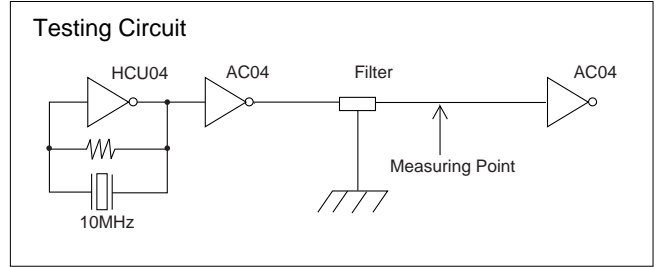 Testing Circuit
HCU04
AC04
Filter
AC04
Measuring Point
10MHz